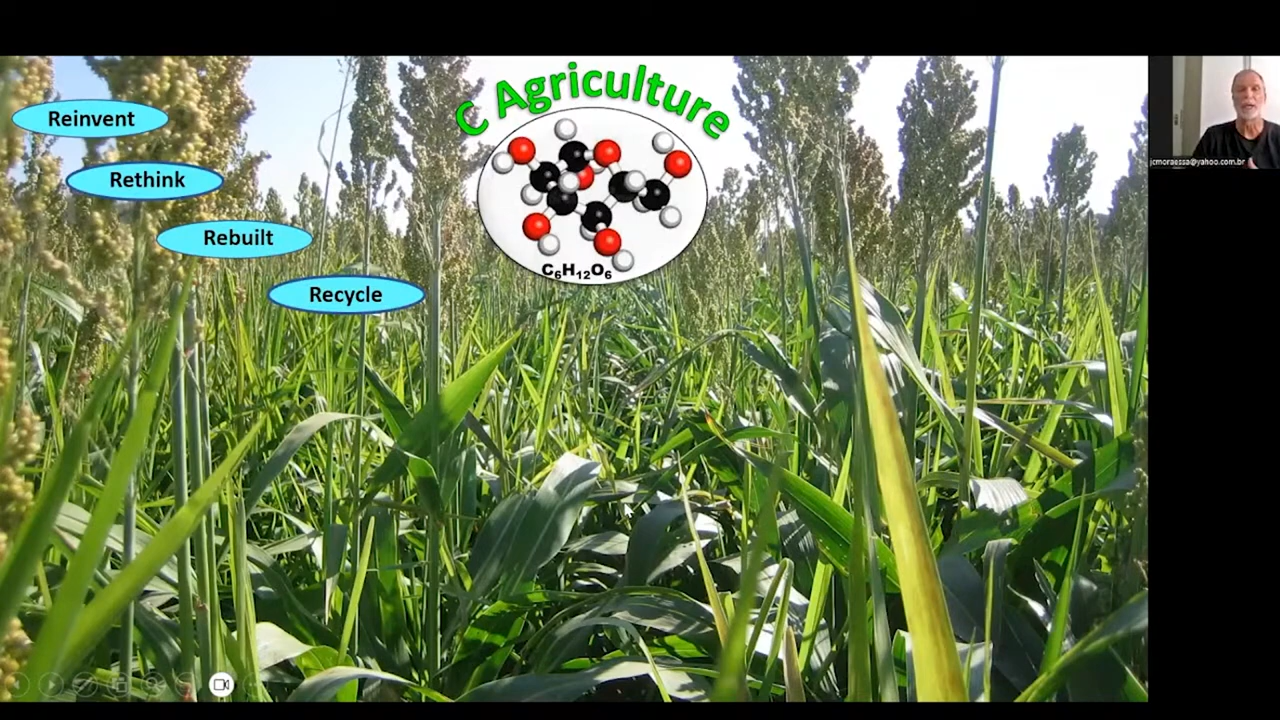 C Agriculture
Reinvent
Rethink
Rebuilt
Recycle
C₆H₁₂O₆
jcmoraessa@yahoo.com.br